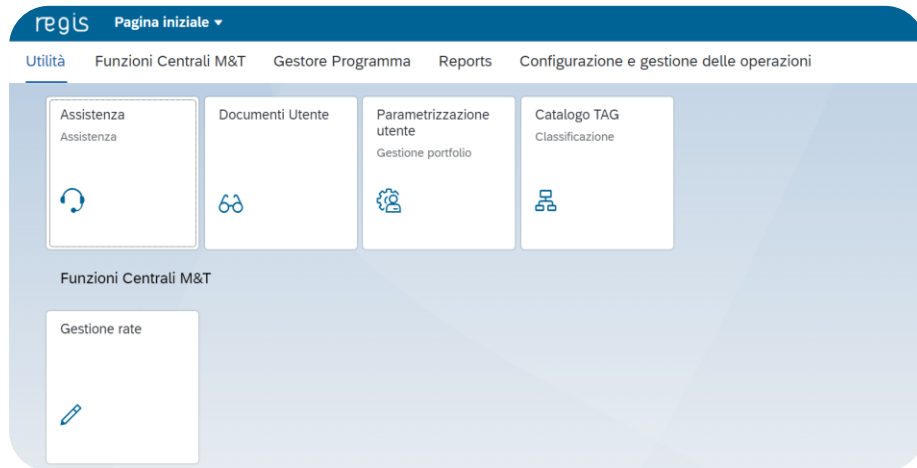 regis Pagina iniziale
Utilità Funzioni Centrali M&T Gestore Programma Reports Configurazione e gestione delle operazioni
Assistenza
Assistenza
Documenti Utente
Parametrizzazione
utente
Gestione portfolio
Catalogo TAG
Classificazione
Funzioni Centrali M&T
Gestione rate